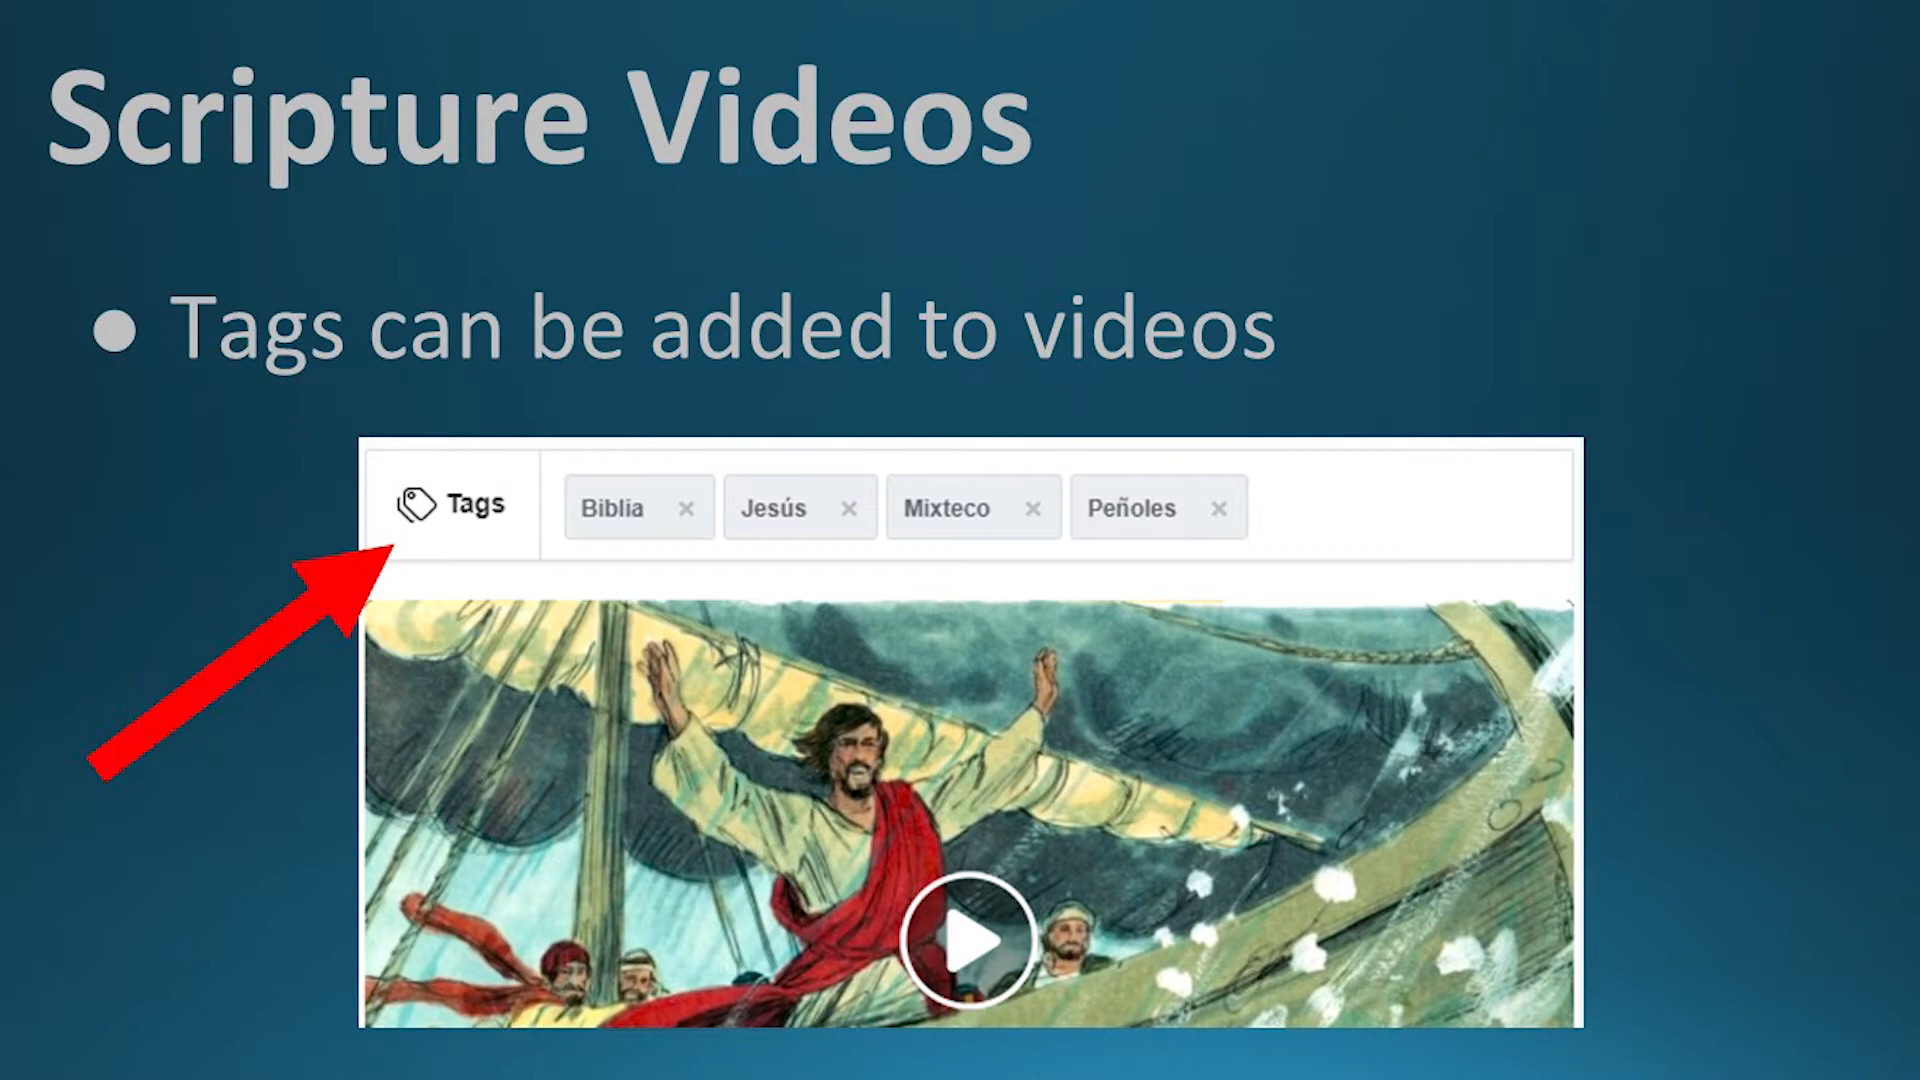 Scripture Videos
● Tags can be added to videos
Tags Biblia × Jesús × Mixteco × Peñoles ×